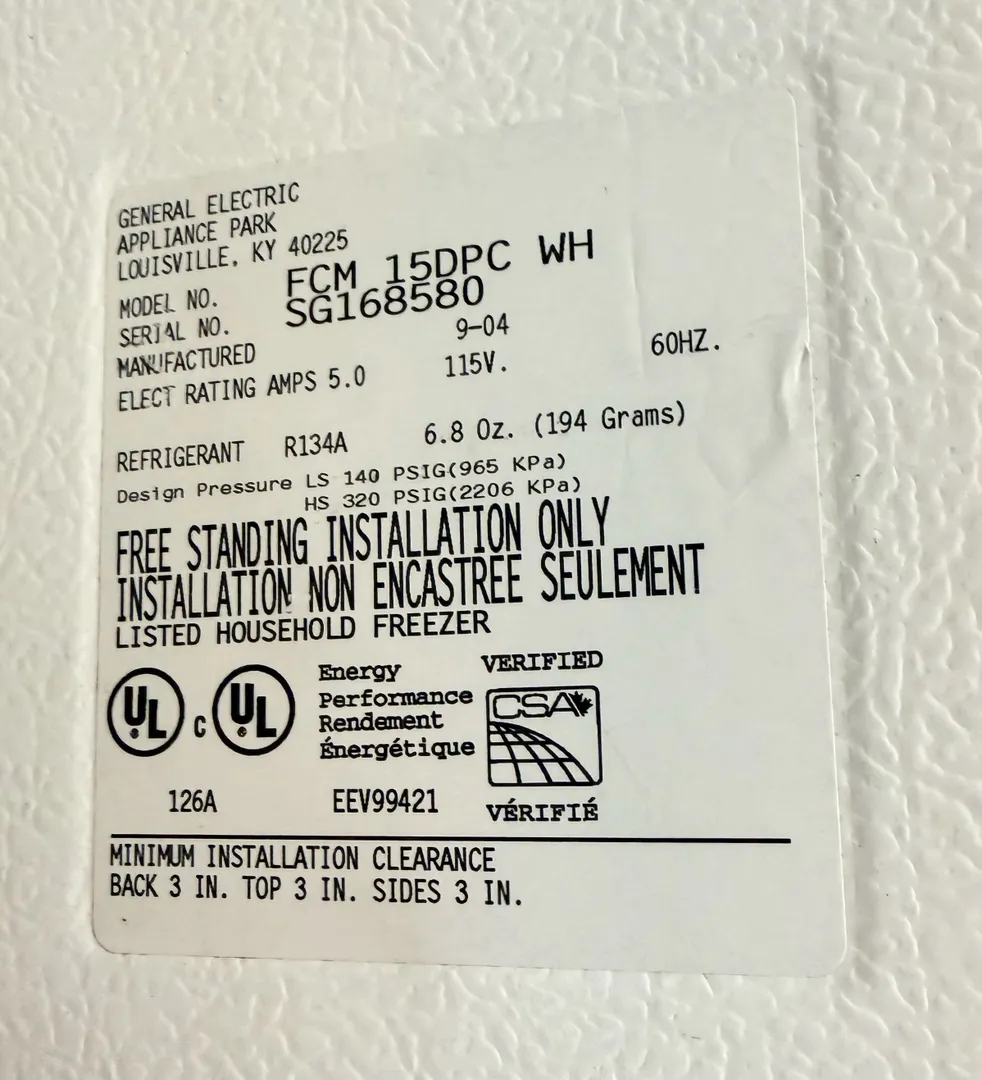 GENERAL ELECTRIC
APPLIANCE PARK
LOUISVILLE, KY 40225
MODEL NO. FCM 15DPC WH
SERIAL NO. SG168580
MANUFACTURED 9-04
ELECT RATING AMPS 5.0 115V. 60HZ.
REFRIGERANT R134A 6.8 Oz. (194 Grams)
Design Pressure LS 140 PSIG(965 KPa)
HS 320 PSIG(2206 KPa)
FREE STANDING INSTALLATION ONLY
INSTALLATION NON ENCASTREE SEULEMENT
LISTED HOUSEHOLD FREEZER
UL ® c UL ®
126A
Energy
Performance
Rendement
Énergétique
EEV99421
VERIFIED
CSA
VÉRIFIÉ
MINIMUM INSTALLATION CLEARANCE
BACK 3 IN. TOP 3 IN. SIDES 3 IN.